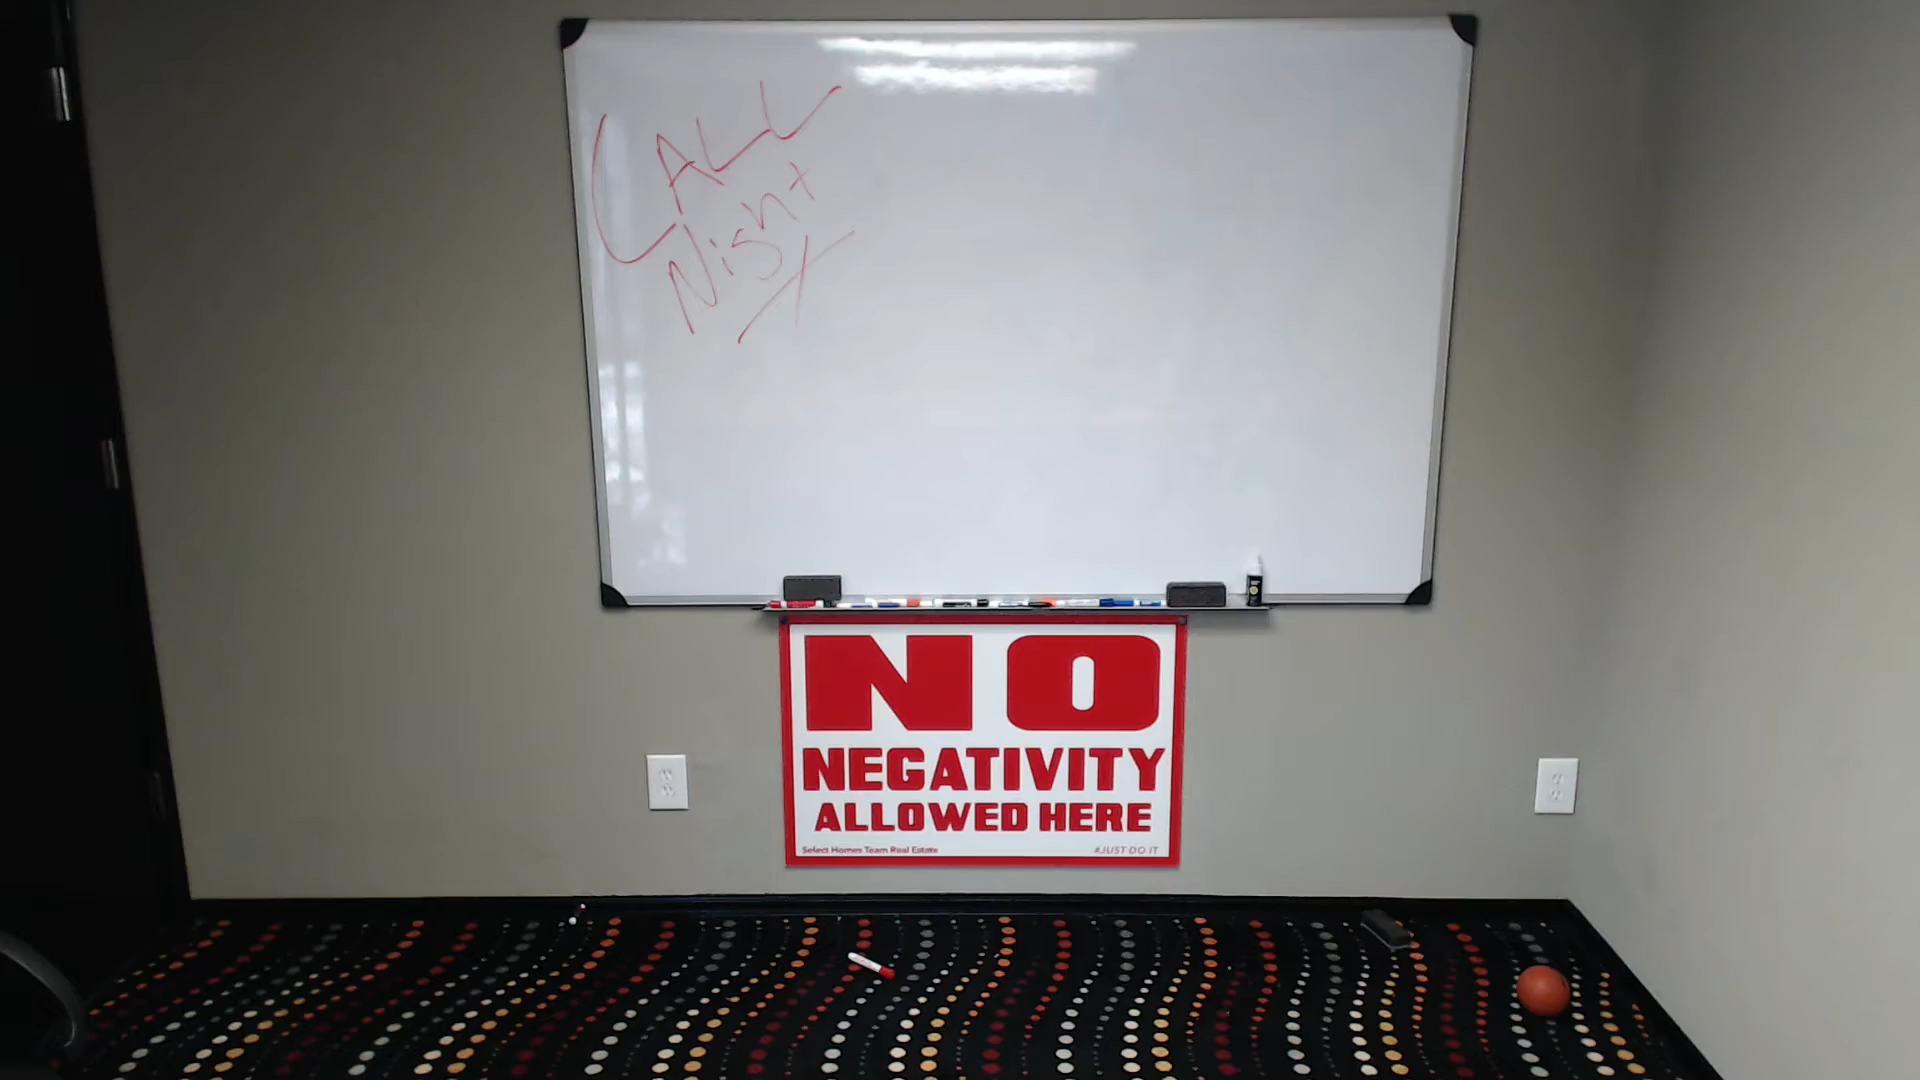 CALL
Night
NO
NEGATIVITY
ALLOWED HERE
Select Homes Team Real Estate
#JUST DO IT